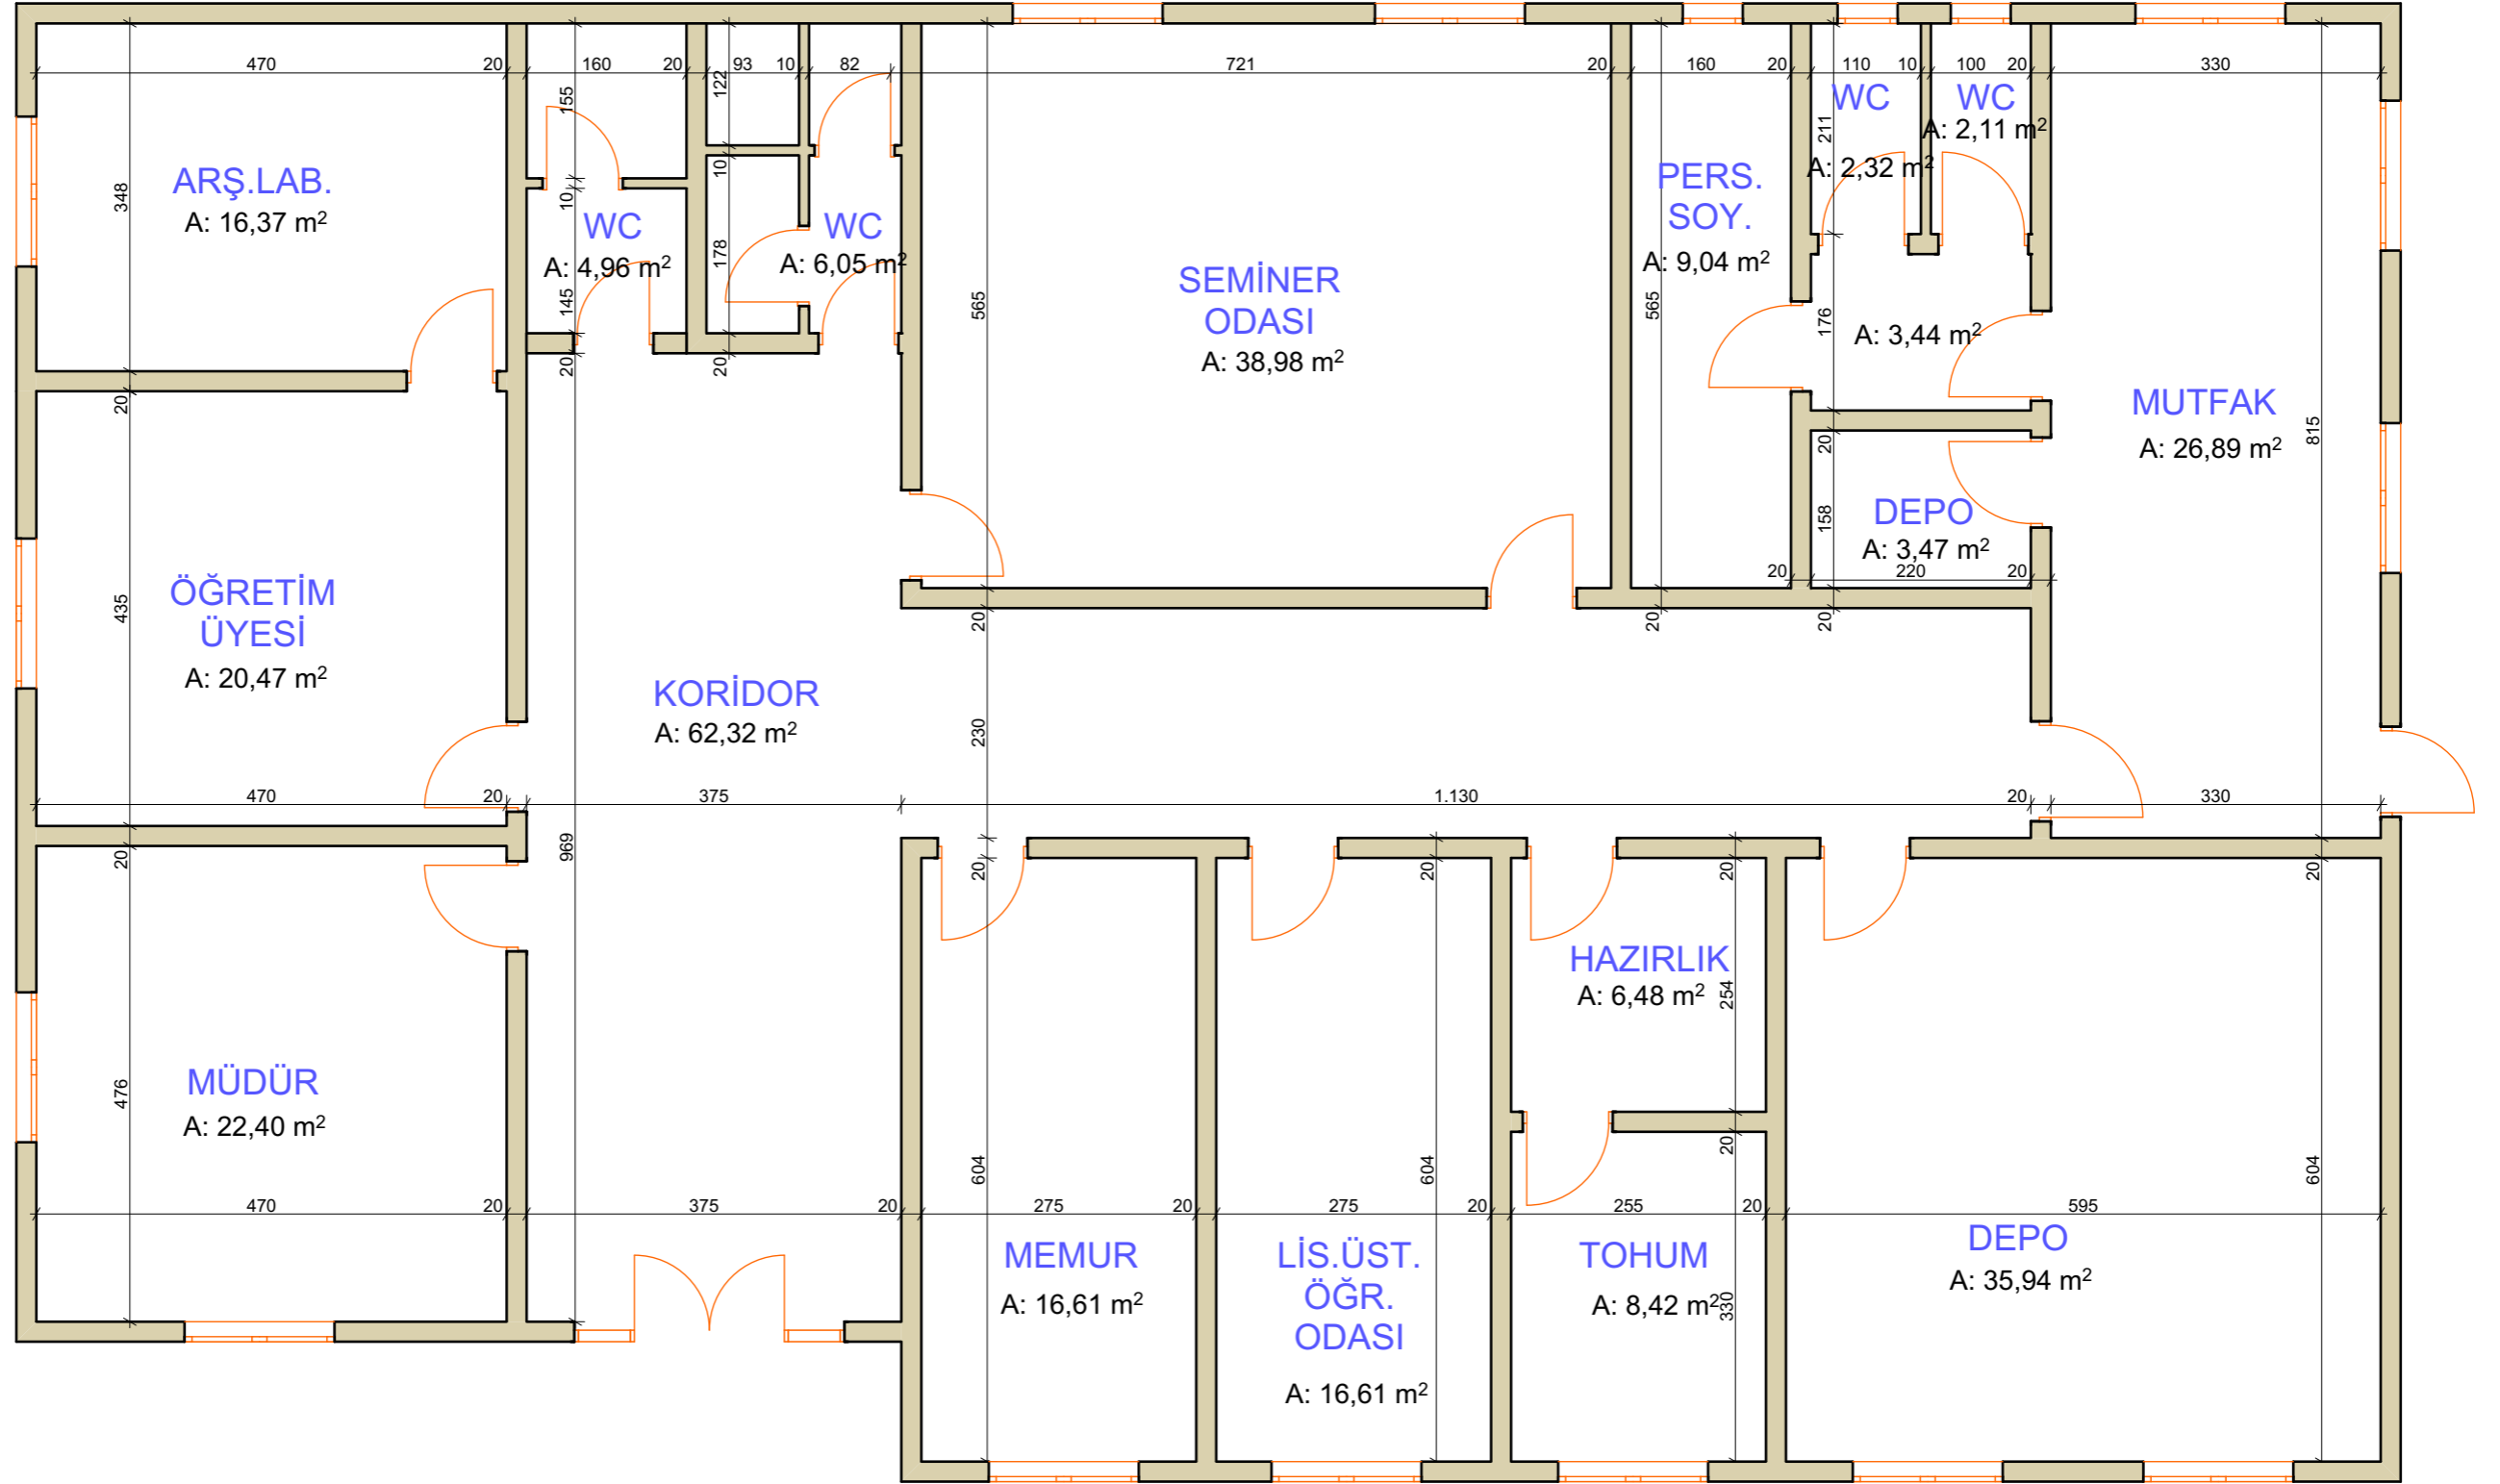 470
20
160
20
93
10
82
721
20
160
20
110
10
100
20
330
155
122
211
WC
WC
A: 2,11 m²
A: 2,32 m²
ARŞ.LAB.
A: 16,37 m²
348
10
10
WC
A: 4,96 m²
178
WC
A: 6,05 m²
145
20
20
565
SEMİNER
ODASI
A: 38,98 m²
PERS.
SOY.
A: 9,04 m²
565
176
A: 3,44 m²
MUTFAK
A: 26,89 m²
815
20
20
158
DEPO
A: 3,47 m²
20
220
20
ÖĞRETİM
ÜYESİ
A: 20,47 m²
435
20
20
20
KORİDOR
A: 62,32 m²
230
470
20
375
1.130
20
330
20
969
20
20
20
20
HAZIRLIK
A: 6,48 m²
254
MÜDÜR
A: 22,40 m²
476
20
604
604
604
470
20
375
20
275
20
275
20
255
20
595
MEMUR
A: 16,61 m²
LİS.ÜST.
ÖĞR.
ODASI
A: 16,61 m²
TOHUM
A: 8,42 m²
330
DEPO
A: 35,94 m²